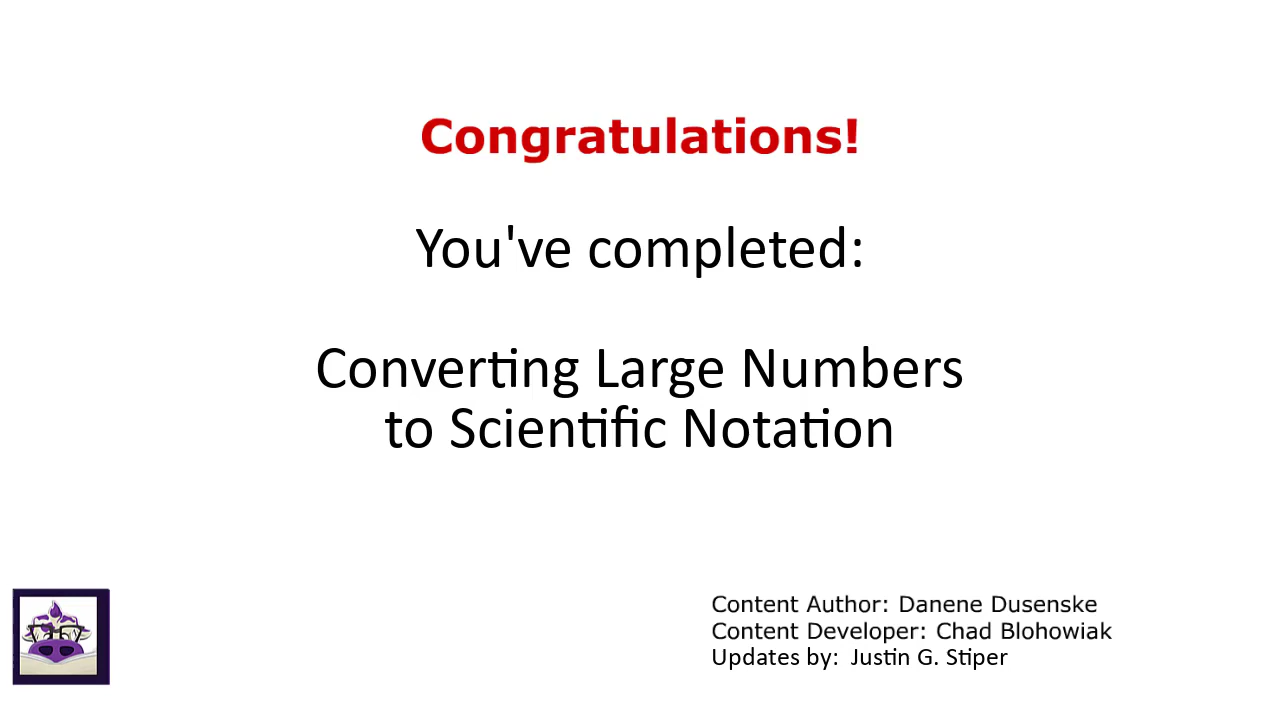 Congratulations!
You've completed:
Converting Large Numbers
to Scientific Notation
Content Author: Danene Dusenske
Content Developer: Chad Blohowiak
Updates by: Justin G. Stiper